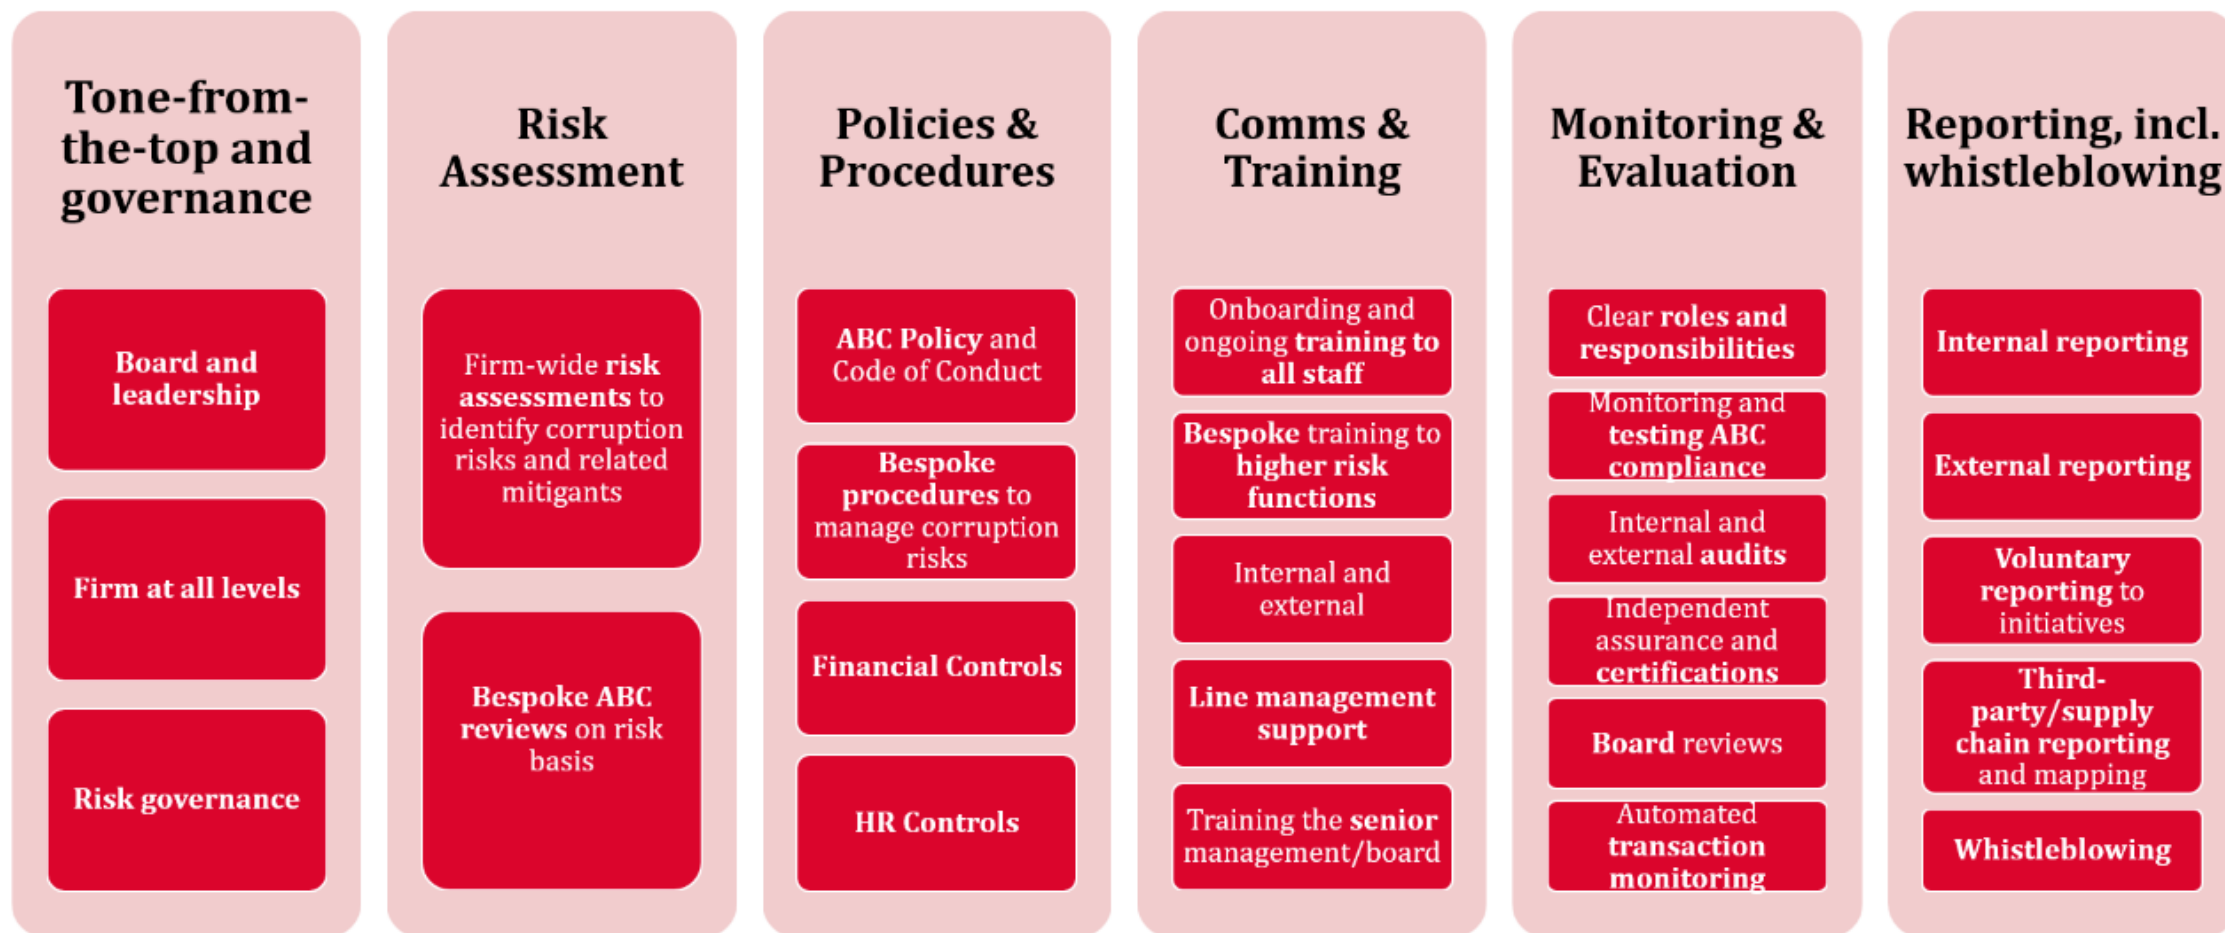 Tone-from-
the-top and
governance
Board and
leadership
Firm at all levels
Risk governance
Risk
Assessment
Firm-wide risk
assessments to
identify corruption
risks and related
mitigants
Bespoke ABC
reviews on risk
basis
Policies &
Procedures
ABC Policy and
Code of Conduct
Bespoke
procedures to
manage corruption
risks
Financial Controls
HR Controls
Comms &
Training
Onboarding and
ongoing training to
all staff
Bespoke training to
higher risk
functions
Internal and
external
Line management
support
Training the senior
management/board
Monitoring &
Evaluation
Clear roles and
responsibilities
Monitoring and
testing ABC
compliance
Internal and
external audits
Independent
assurance and
certifications
Board reviews
Automated
transaction
monitoring
Reporting, incl.
whistleblowing
Internal reporting
External reporting
Voluntary
reporting to
initiatives
Third-
party/supply
chain reporting
and mapping
Whistleblowing